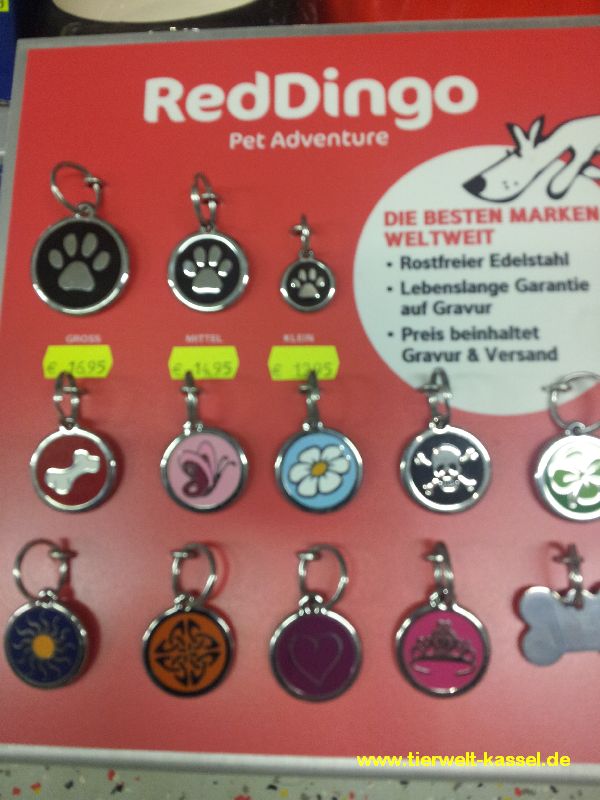 RedDingo
Pet Adventure
DIE BESTEN MARKEN
WELTWEIT
• Rostfreier Edelstahl
• Lebenslange Garantie
auf Gravur
• Preis beinhaltet
Gravur & Versand
GROSS
MITTEL
KLEIN
€ 16.95
€ 14.95
€ 12.95
www.tierwelt-kassel.de